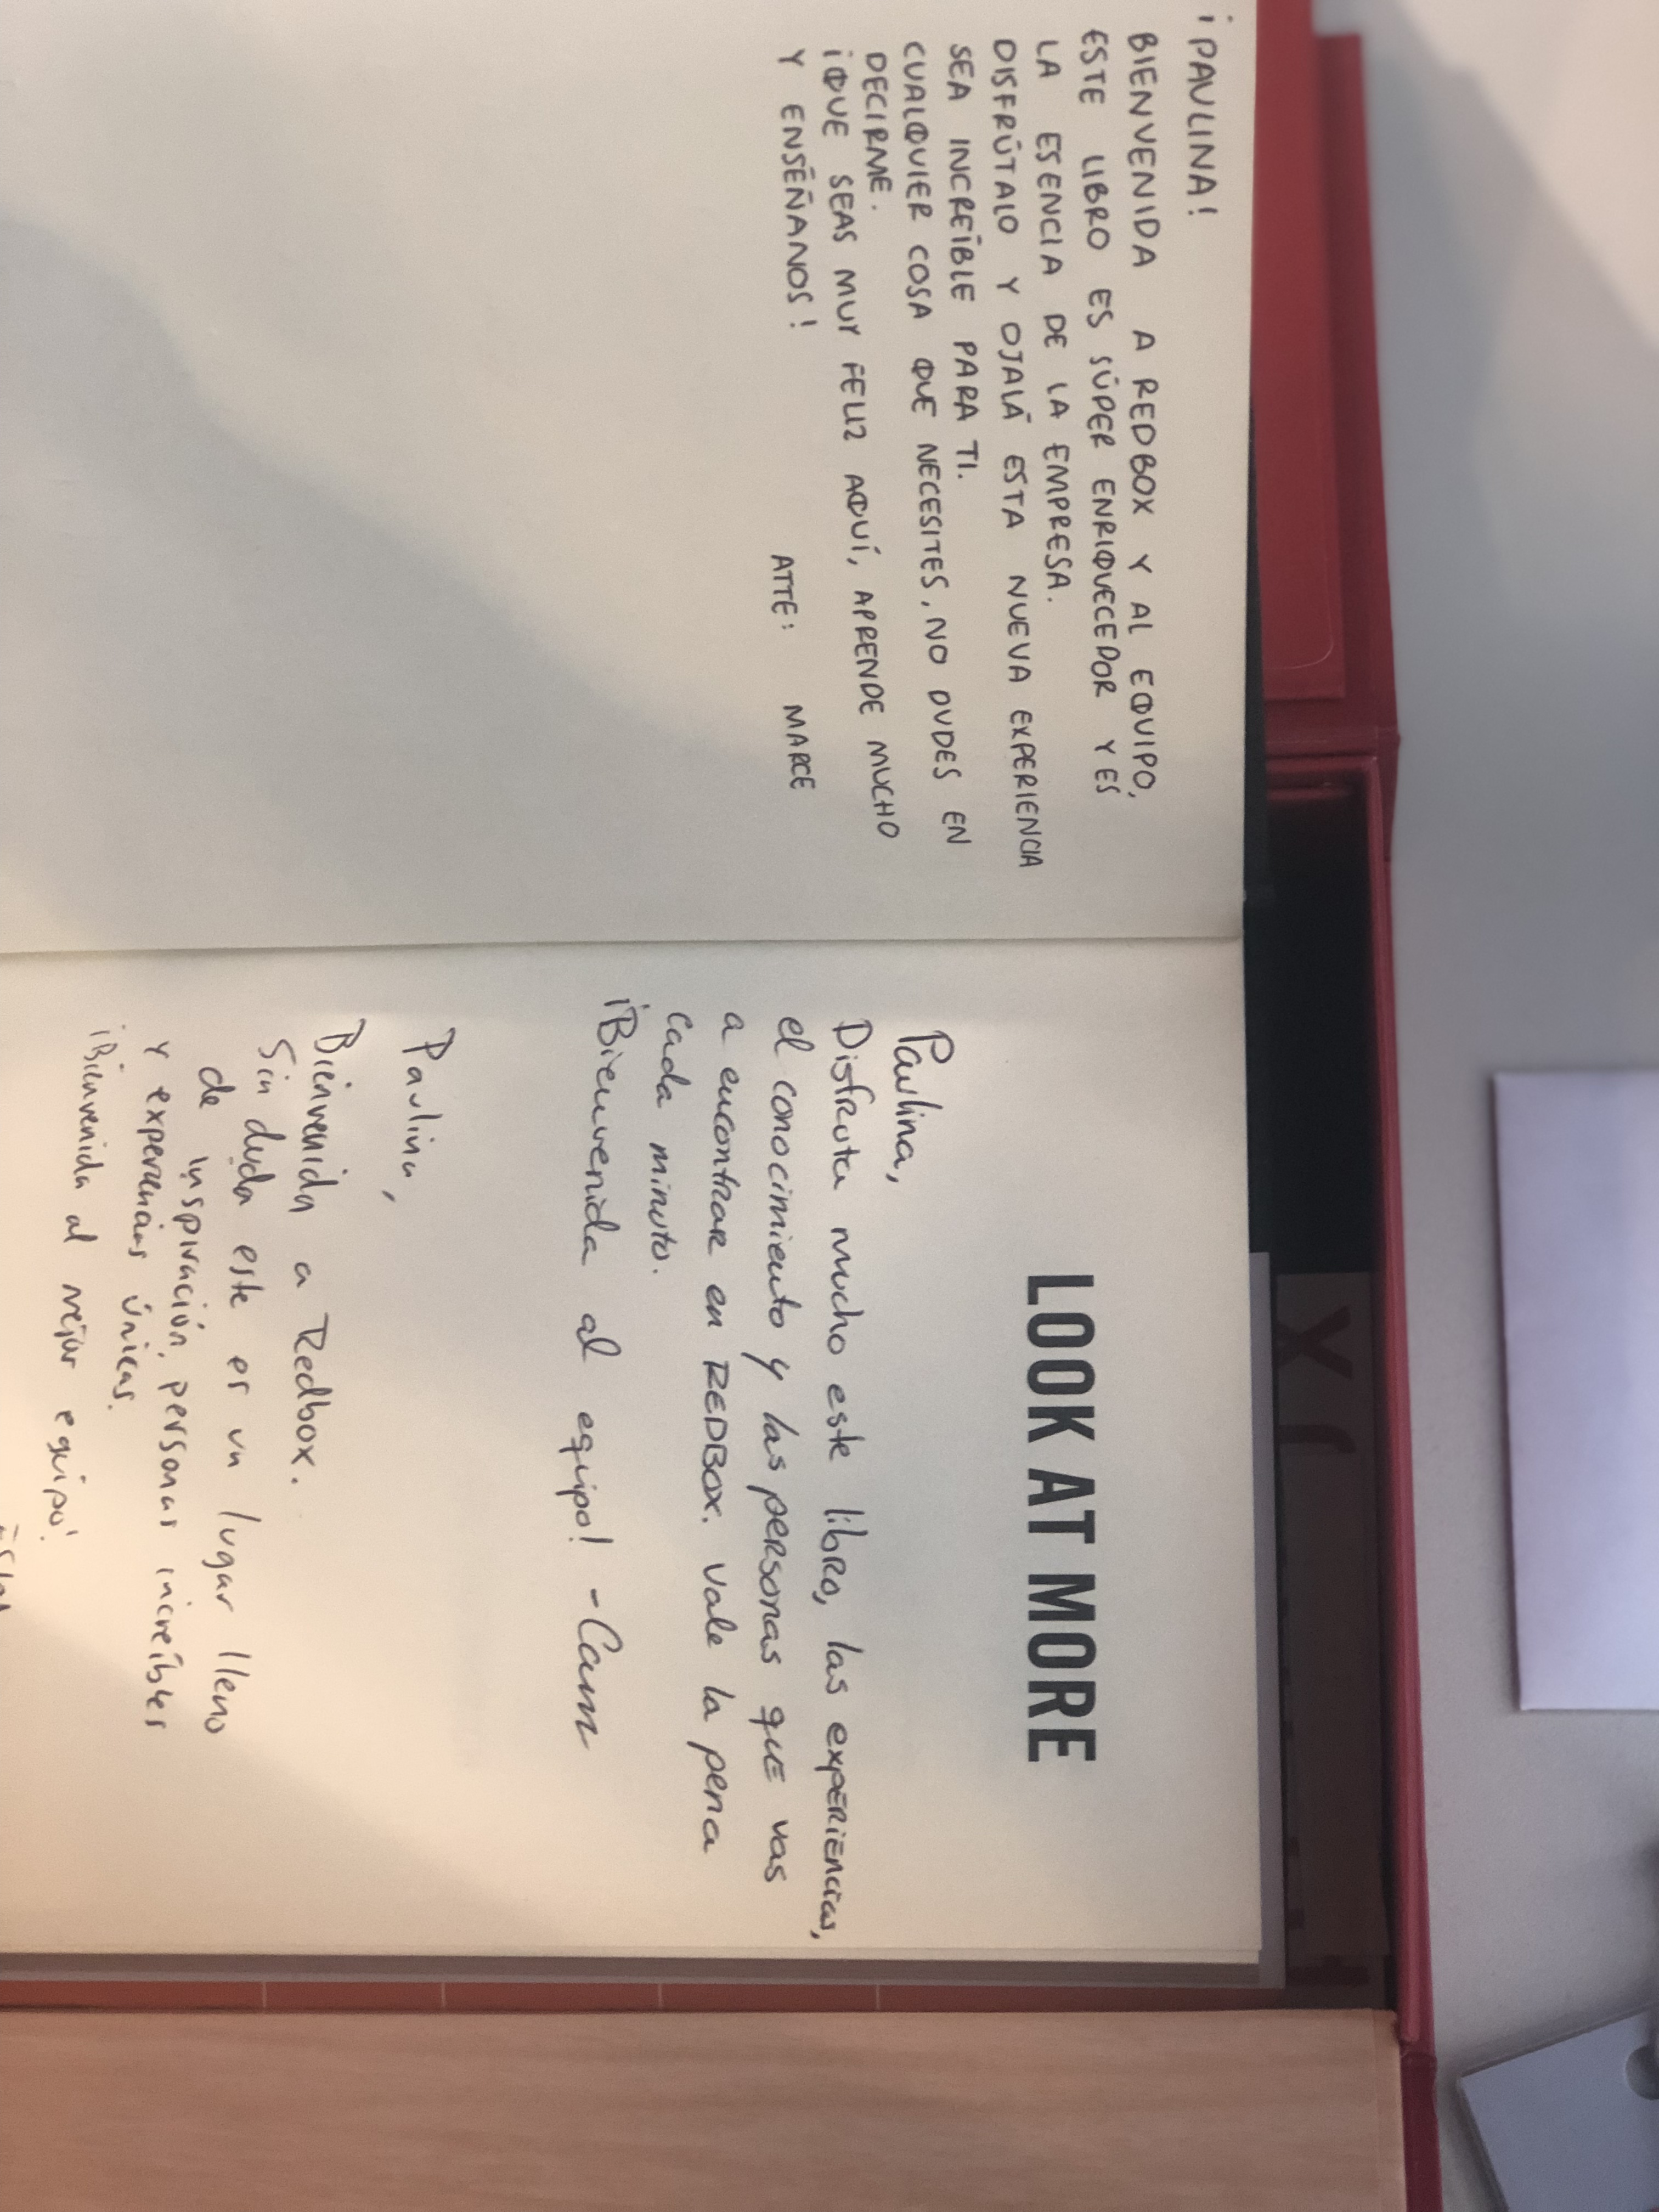 ¡PAULINA!
BIENVENIDA A REDBOX Y AL EQUIPO,
ESTE LIBRO ES SÚPER ENRIQUECEDOR Y ES
LA ESENCIA DE LA EMPRESA.
DISFRÚTALO Y OJALÁ ESTA NUEVA EXPERIENCIA
SEA INCREÍBLE PARA TI.
CUALQUIER COSA QUE NECESITES, NO DUDES EN
DECIRME.
¡QUE SEAS MUY FELIZ AQUÍ, APRENDE MUCHO
Y ENSÉÑANOS!
ATTE: MARCE
LOOK AT MORE
Paulina,
Disfruta mucho este libro, las experiencias,
el conocimiento y las personas que vas
a encontrar en REDBOX. Vale la pena
cada minuto.
¡Bienvenida al equipo! -Cam
Paulina,
Bienvenida a Redbox.
Sin duda este es un lugar lleno
de inspiración, personas increíbles
y experiencias únicas.
¡Bienvenida al mejor equipo!